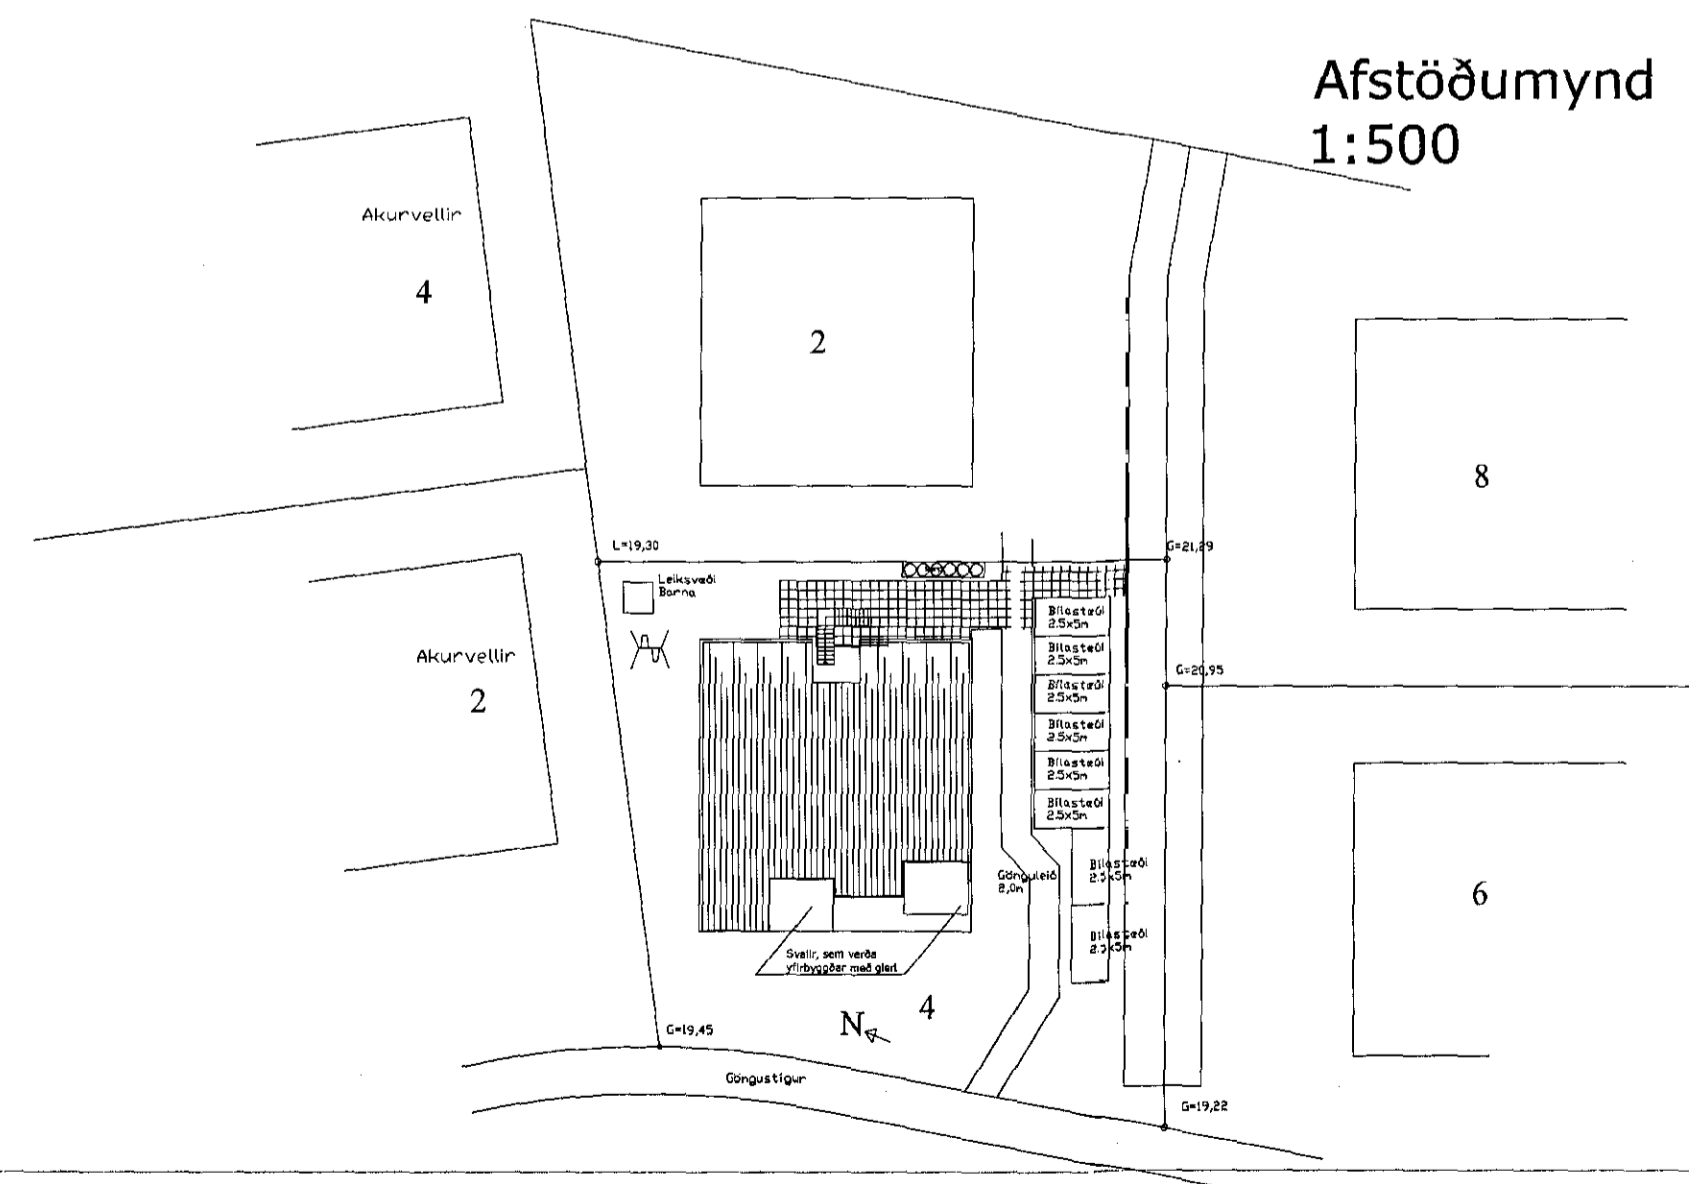 Afstöðumynd
1:500
Akurvellir
4
2
8
L=19,30
G=21,29
Leiksvæði
Barna
Bílastæði
2.5x5m
Bílastæði
2.5x5m
Akurvellir
2
G=20,95
Bílastæði
2.5x5m
Bílastæði
2.5x5m
Bílastæði
2.5x5m
Bílastæði
2.5x5m
Gönguleið
2,0m
Bílastæði
2.5x5m
6
Bílastæði
2.5x5m
Svalir, sem verða
yfirbyggðar með gleri
4
N
G=19,45
Göngustígur
G=19,22